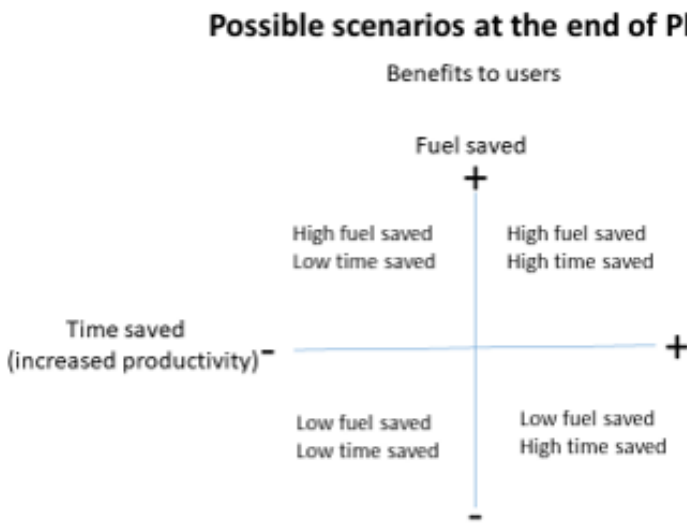 Possible scenarios at the end of
Benefits to users
Fuel saved
+
High fuel saved
Low time saved
High fuel saved
High time saved
Time saved
(increased productivity) -
+
Low fuel saved
Low time saved
Low fuel saved
High time saved
-